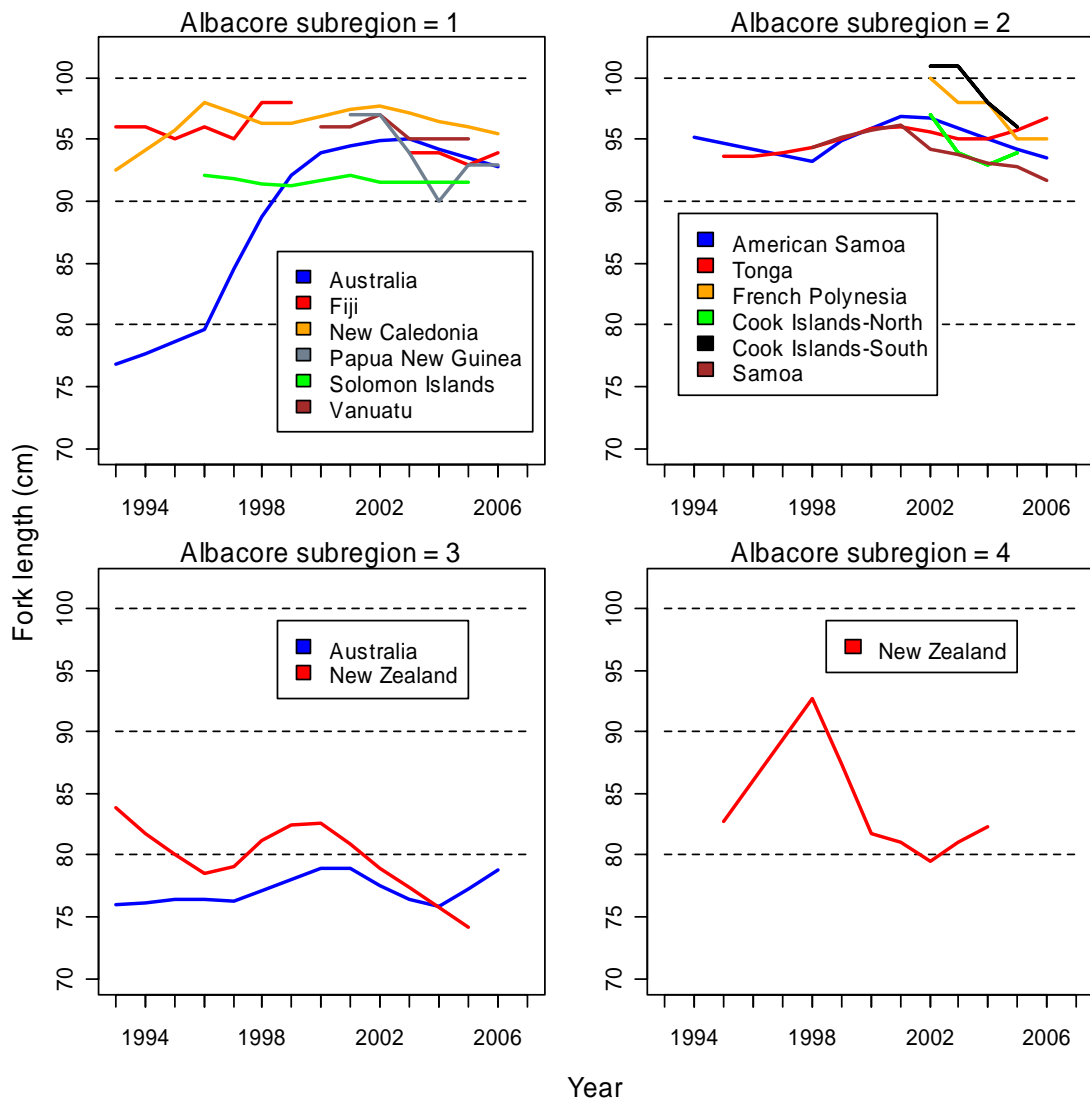 Albacore subregion = 1
100
95
90
85
80
75
70
Australia
Fiji
New Caledonia
Papua New Guinea
Solomon Islands
Vanuatu
1994 1998 2002 2006
Albacore subregion = 2
100
95
90
85
80
75
70
American Samoa
Tonga
French Polynesia
Cook Islands-North
Cook Islands-South
Samoa
1994 1998 2002 2006
Fork length (cm)
Albacore subregion = 3
100
95
90
85
80
75
70
Australia
New Zealand
1994 1998 2002 2006
Albacore subregion = 4
100
95
90
85
80
75
70
New Zealand
1994 1998 2002 2006
Year